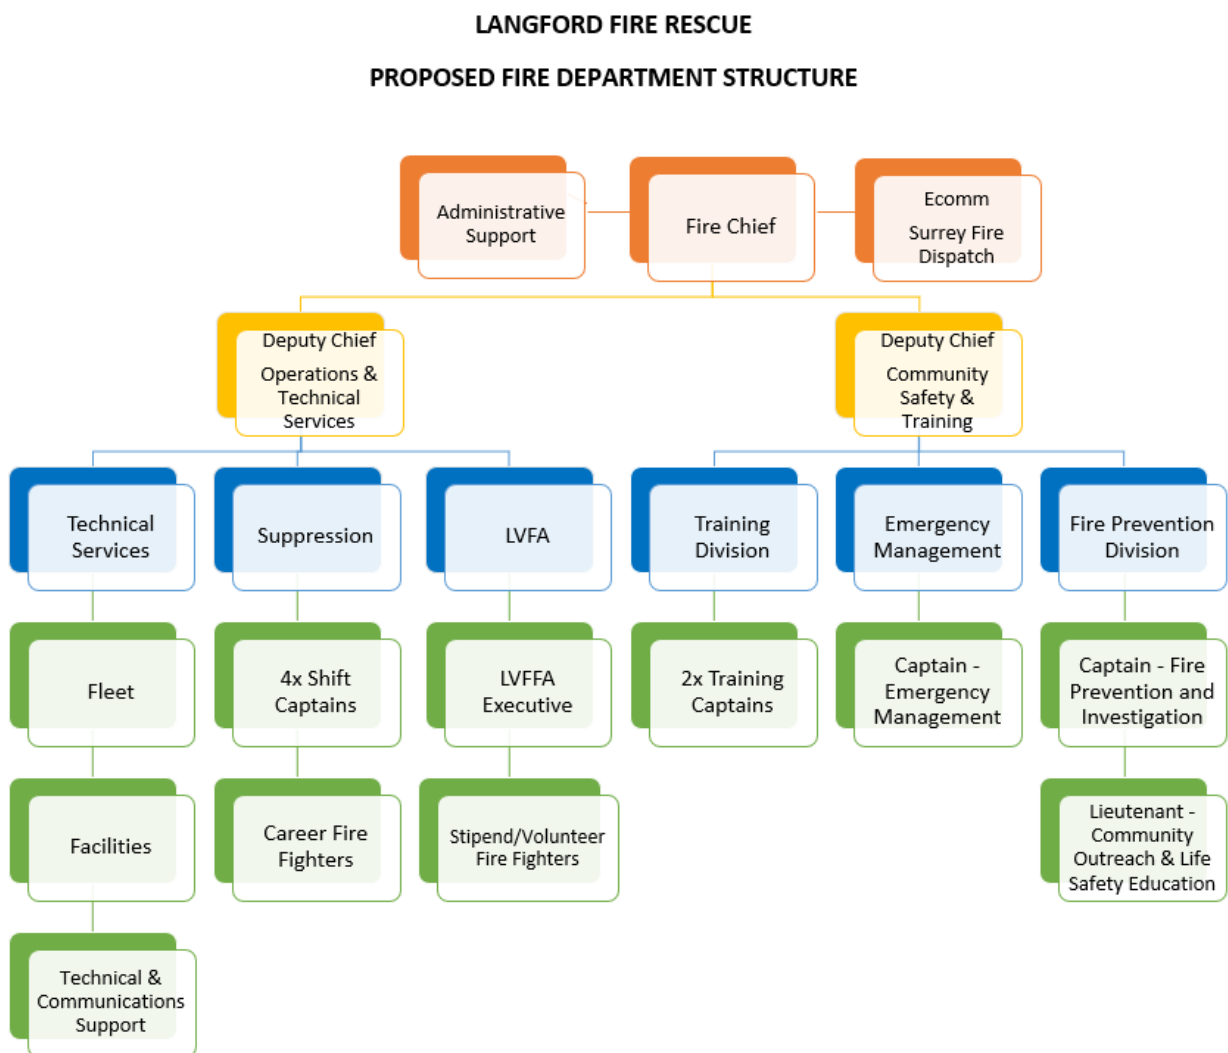 LANGFORD FIRE RESCUE
PROPOSED FIRE DEPARTMENT STRUCTURE
Administrative
Support
Fire Chief
Ecomm
Surrey Fire
Dispatch
Deputy Chief
Operations &
Technical
Services
Deputy Chief
Community
Safety &
Training
Technical
Services
Suppression
LVFA
Training
Division
Emergency
Management
Fire Prevention
Division
Fleet
4x Shift
Captains
LVFFA
Executive
2x Training
Captains
Captain -
Emergency
Management
Captain - Fire
Prevention and
Investigation
Facilities
Career Fire
Fighters
Stipend/Volunteer
Fire Fighters
Lieutenant -
Community
Outreach & Life
Safety Education
Technical &
Communications
Support